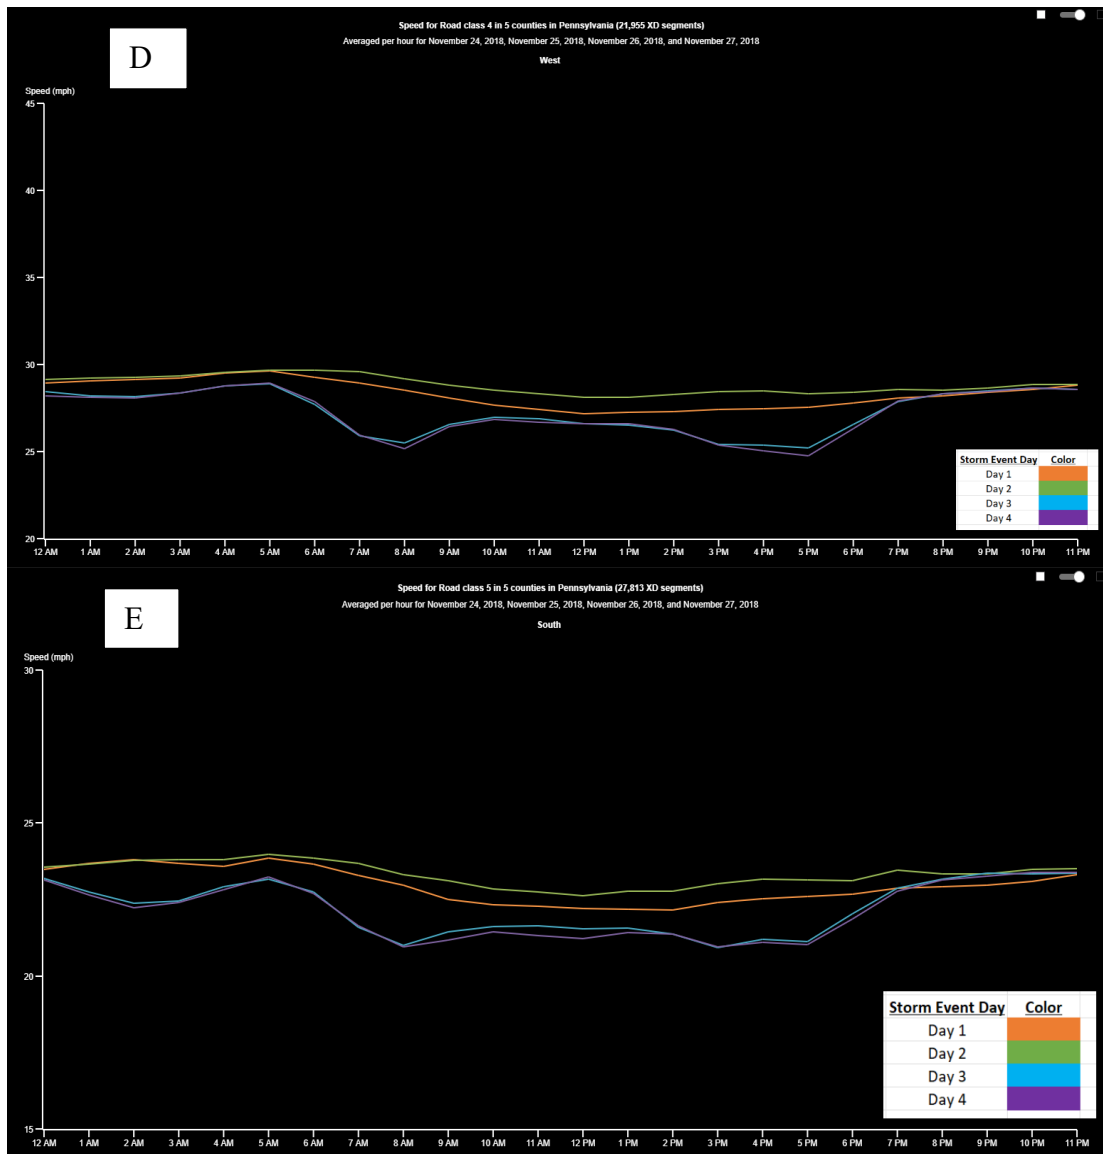 D
Speed for Road class 4 in 5 counties in Pennsylvania (21,955 XD segments)
Averaged per hour for November 24, 2018, November 25, 2018, November 26, 2018, and November 27, 2018
West
Speed (mph)
45
40
35
30
25
20
12 AM 1 AM 2 AM 3 AM 4 AM 5 AM 6 AM 7 AM 8 AM 9 AM 10 AM 11 AM 12 PM 1 PM 2 PM 3 PM 4 PM 5 PM 6 PM 7 PM 8 PM 9 PM 10 PM 11 PM
Storm Event Day Color
Day 1
Day 2
Day 3
Day 4
E
Speed for Road class 5 in 5 counties in Pennsylvania (27,813 XD segments)
Averaged per hour for November 24, 2018, November 25, 2018, November 26, 2018, and November 27, 2018
South
Speed (mph)
30
25
20
15
12 AM 1 AM 2 AM 3 AM 4 AM 5 AM 6 AM 7 AM 8 AM 9 AM 10 AM 11 AM 12 PM 1 PM 2 PM 3 PM 4 PM 5 PM 6 PM 7 PM 8 PM 9 PM 10 PM 11 PM
Storm Event Day Color
Day 1
Day 2
Day 3
Day 4